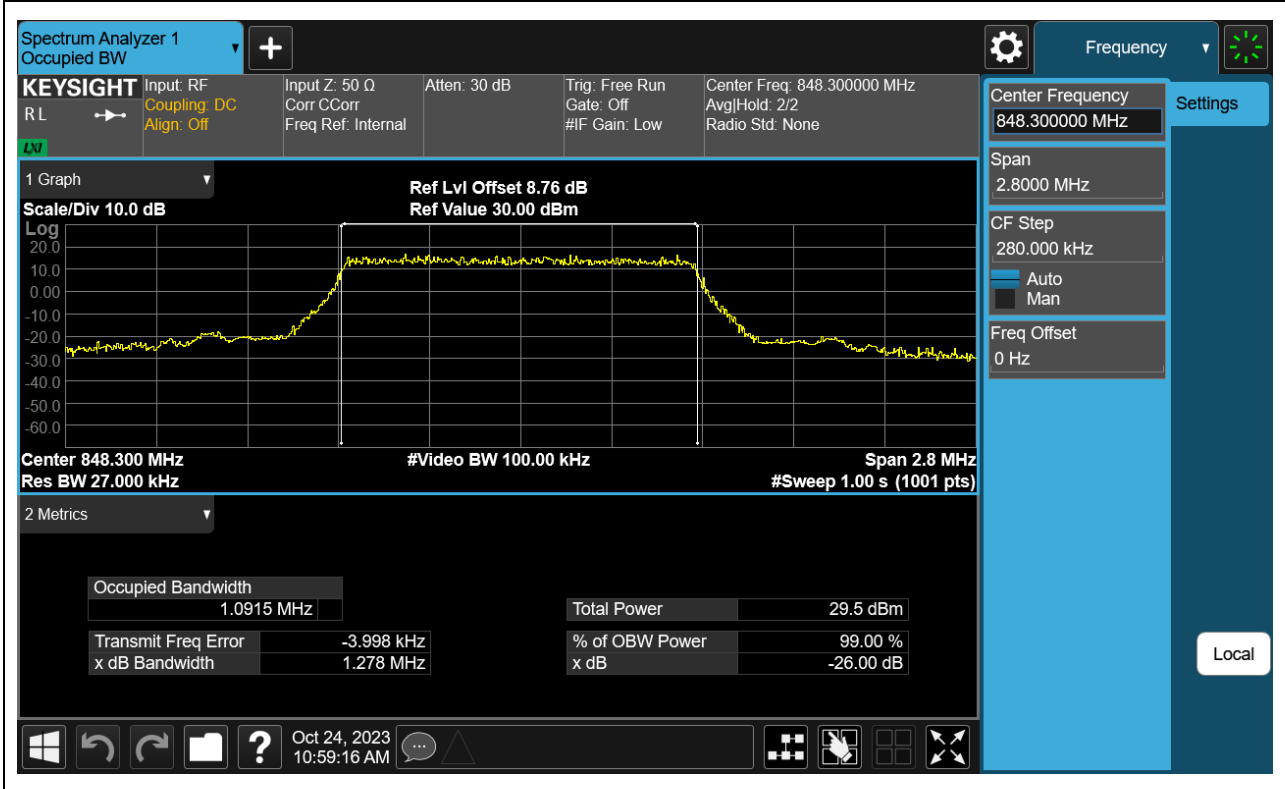 Spectrum Analyzer 1
Occupied BW
Frequency
KEYSIGHT
R L
LXI
Input: RF
Coupling: DC
Align: Off
Input Z: 50 Ω
Corr CCorr
Freq Ref: Internal
Atten: 30 dB
Trig: Free Run
Gate: Off
#IF Gain: Low
Center Freq: 848.300000 MHz
Avg|Hold: 2/2
Radio Std: None
Center Frequency
848.300000 MHz
Settings
Span
2.8000 MHz
CF Step
280.000 kHz
Auto
Man
Freq Offset
0 Hz
Local
1 Graph
Scale/Div 10.0 dB
Ref Lvl Offset 8.76 dB
Ref Value 30.00 dBm
Log
20.0
10.0
0.00
-10.0
-20.0
-30.0
-40.0
-50.0
-60.0
Center 848.300 MHz
#Video BW 100.00 kHz
Span 2.8 MHz
Res BW 27.000 kHz
#Sweep 1.00 s (1001 pts)
2 Metrics
Occupied Bandwidth
1.0915 MHz
Total Power 29.5 dBm
Transmit Freq Error -3.998 kHz
% of OBW Power 99.00 %
x dB Bandwidth 1.278 MHz
x dB -26.00 dB
?
Oct 24, 2023
10:59:16 AM